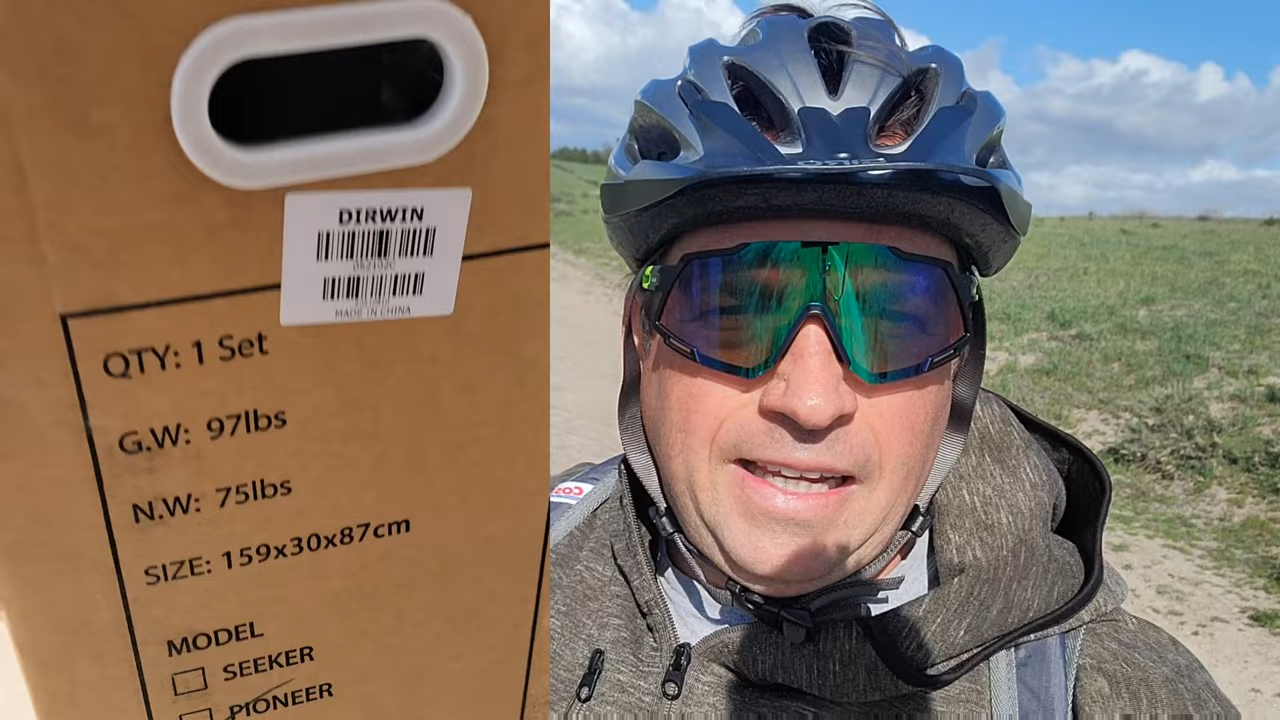 DIRWIN
MADE IN CHINA
QTY: 1 Set
G.W: 97lbs
N.W: 75lbs
SIZE: 159x30x87cm
MODEL
SEEKER
PIONEER